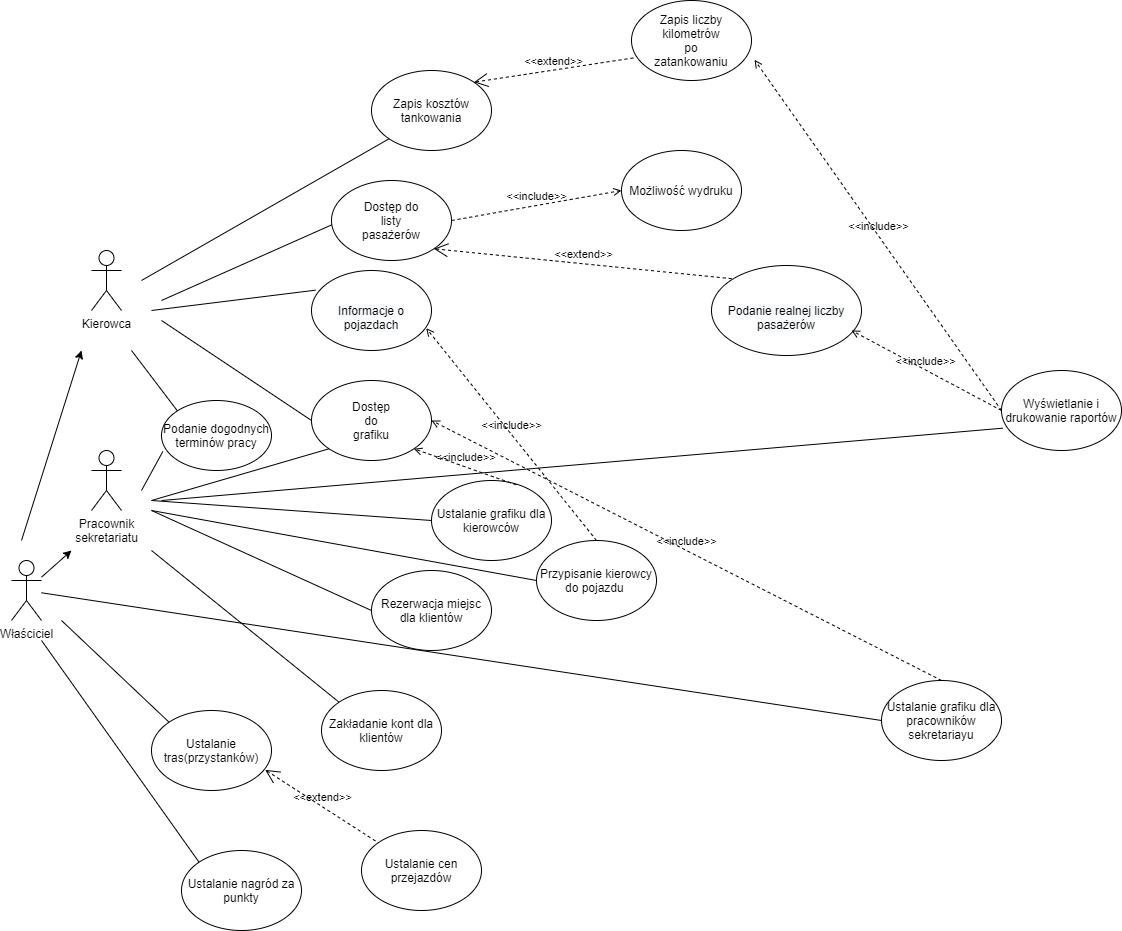 Zapis liczby
kilometrów
po
zatankowaniu
<<extend>>
Zapis kosztów
tankowania
Możliwość wydruku
<<include>>
Dostęp do
listy
pasażerów
<<include>>
<<extend>>
Informacje o
pojazdach
Podanie realnej liczby
pasażerów
Kierowca
<<include>>
Wyświetlanie i
drukowanie raportów
Dostęp
do
grafiku
Podanie dogodnych
terminów pracy
<<include>>
<<include>>
Ustalanie grafiku dla
kierowców
Pracownik
sekretariatu
<<include>>
Przypisanie kierowcy
do pojazdu
Rezerwacja miejsc
dla klientów
Właściciel
Ustalanie grafiku dla
pracowników
sekretariayu
Zakładanie kont dla
klientów
Ustalanie
tras(przystanków)
<<extend>>
Ustalanie cen
przejazdów
Ustalanie nagród za
punkty